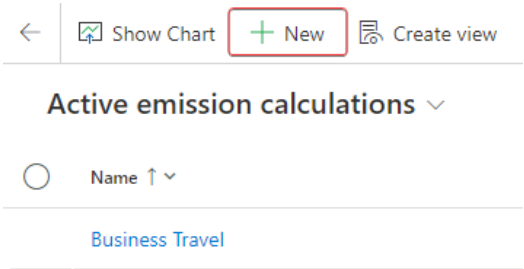 Show Chart New Create view
Active emission calculations
Name
Business Travel